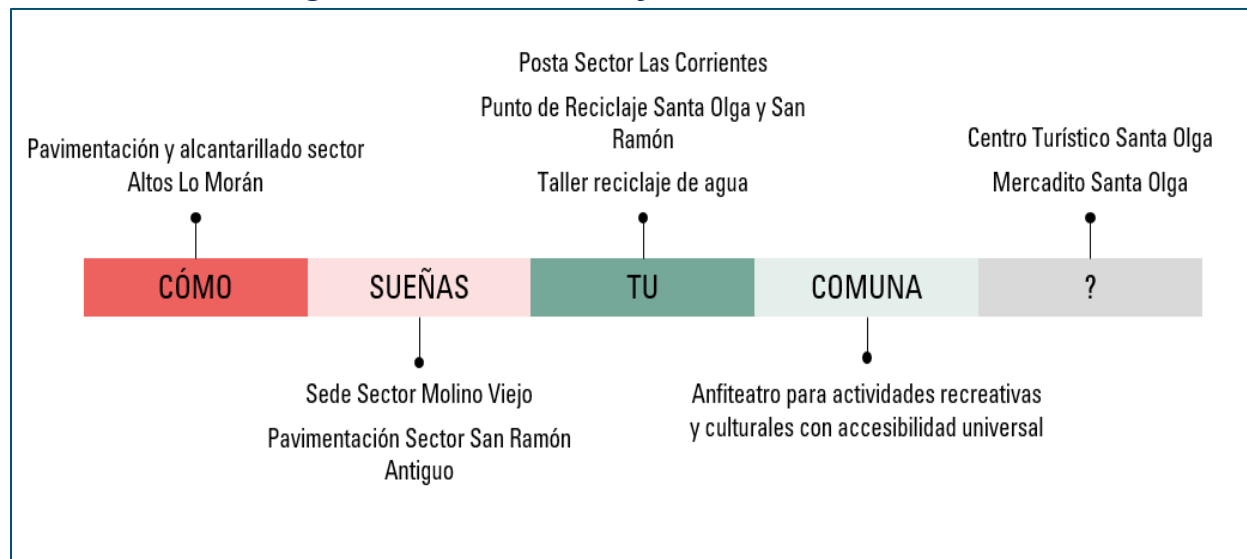 Posta Sector Las Corrientes
Punto de Reciclaje Santa Olga y San
Ramón
Taller reciclaje de agua
Pavimentación y alcantarillado sector
Altos Lo Morán
Centro Turístico Santa Olga
Mercadito Santa Olga
CÓMO SUEÑAS TU COMUNA ?
Sede Sector Molino Viejo
Pavimentación Sector San Ramón
Antiguo
Anfiteatro para actividades recreativas
y culturales con accesibilidad universal